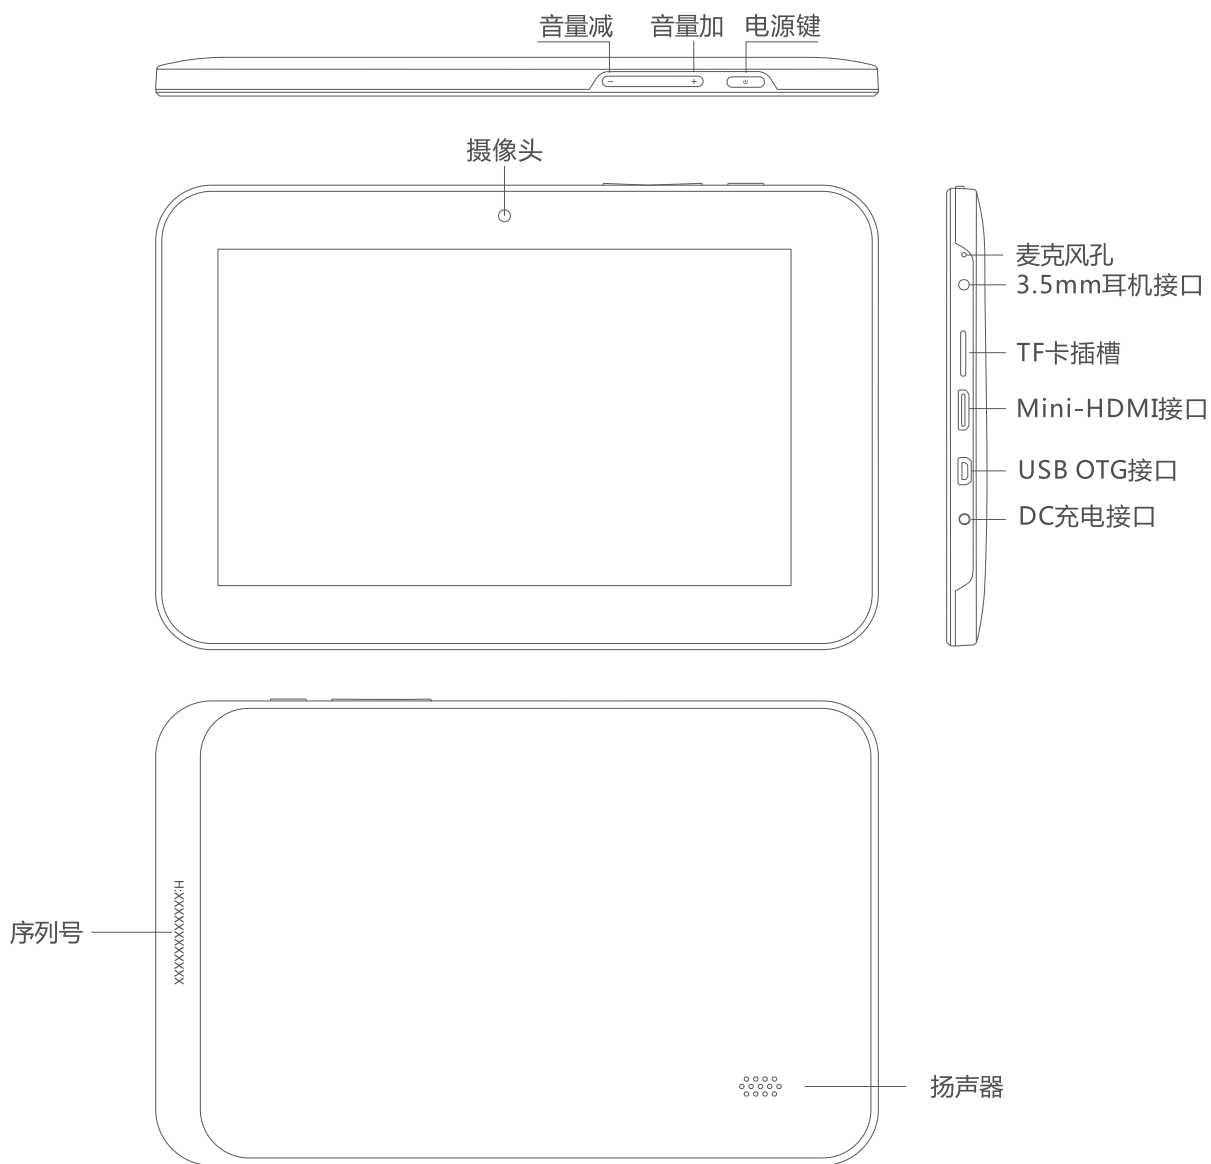 音量减 音量加 电源键
摄像头
麦克风孔
3.5mm耳机接口
TF卡插槽
Mini-HDMI接口
USB OTG接口
DC充电接口
序列号
扬声器